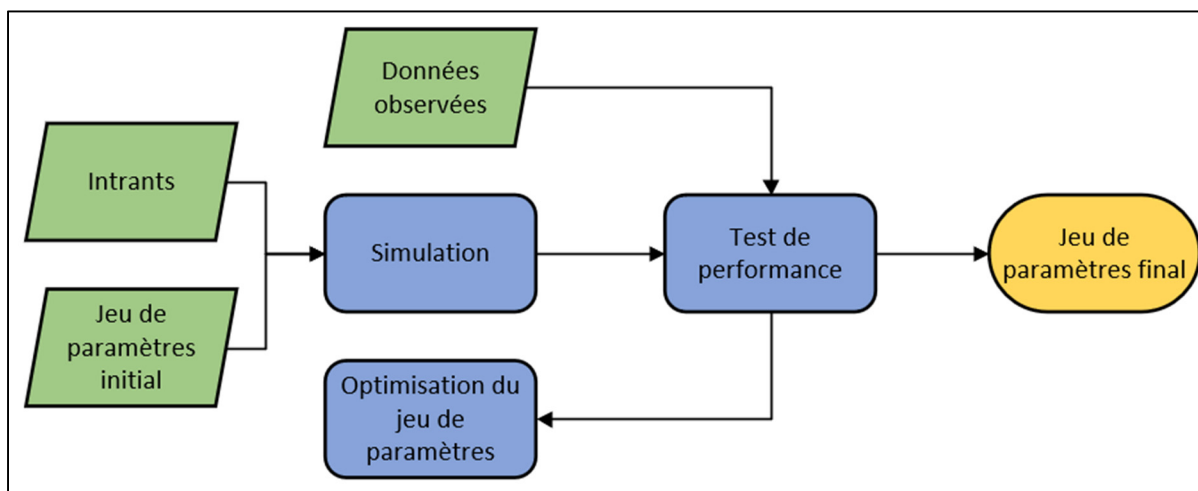 Données
observées
Intrants
Jeu de
paramètres
initial
Simulation
Test de
performance
Jeu de
paramètres final
Optimisation du
jeu de
paramètres